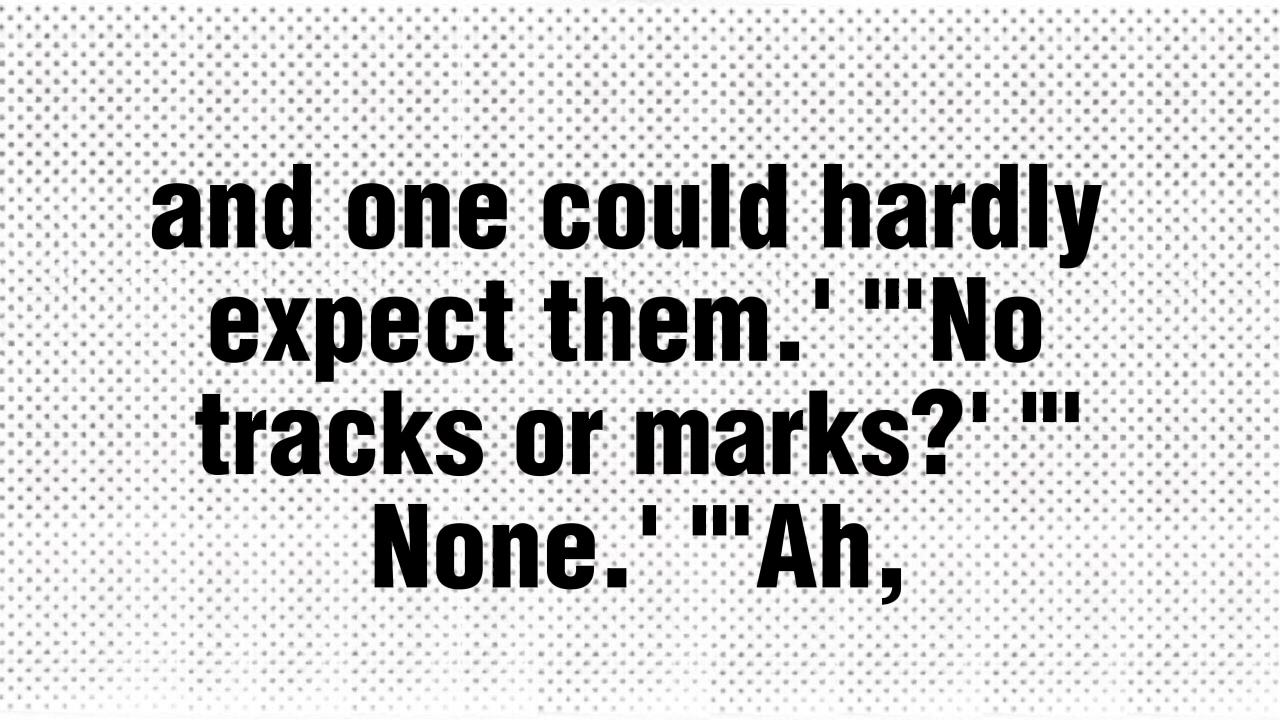 and one could hardly
expect them.' "'No
tracks or marks?' "'
None.' "'Ah,